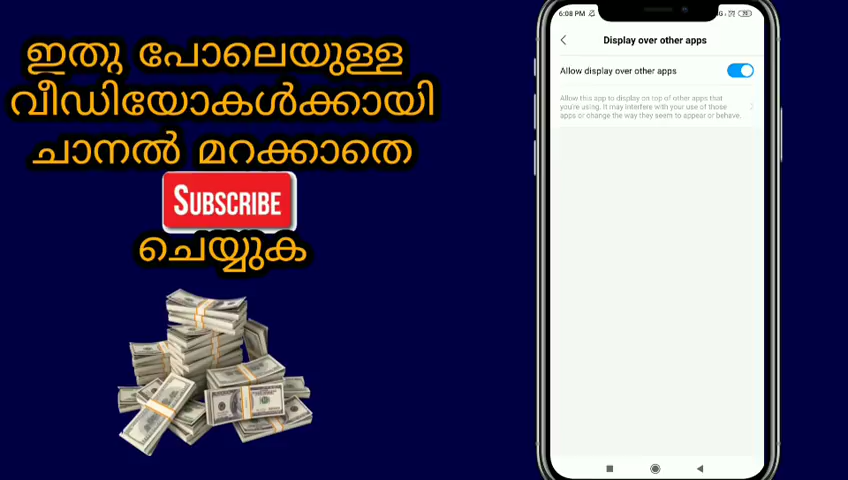 ഇതു പോലെയുള്ള
വീഡിയോകൾക്കായി
ചാനൽ മറക്കാതെ
SUBSCRIBE
ചെയ്യുക
6:08 PM
Display over other apps
Allow display over other apps
Allow this app to display on top of other apps that
you're using. It may interfere with your use of those
apps or change the way they seem to appear or behave.